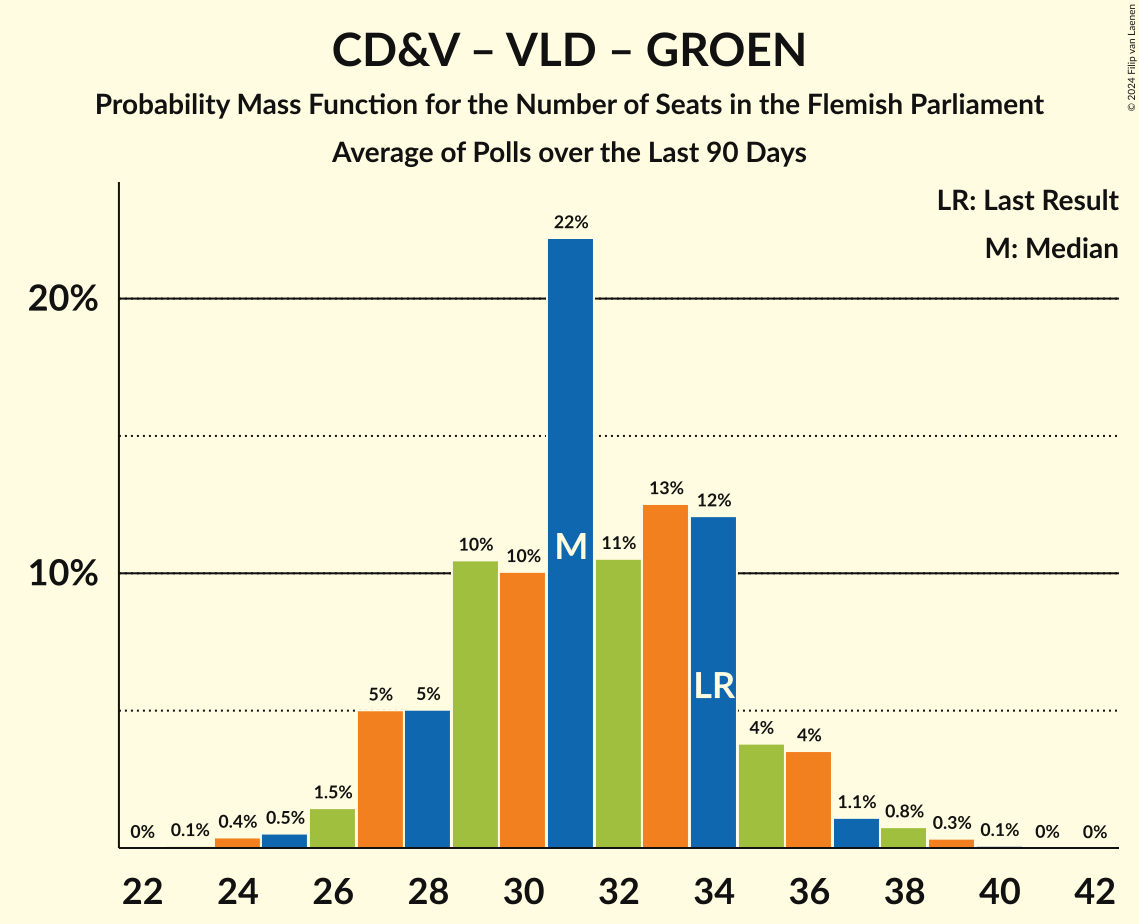 CD&V – VLD – GROEN
Probability Mass Function for the Number of Seats in the Flemish Parliament
Average of Polls over the Last 90 Days
© 2024 Filip van Laenen
LR: Last Result
M: Median
20%
10%
0%
0.1%
0.4%
0.5%
1.5%
5%
5%
10%
10%
22%
11%
13%
12%
4%
4%
1.1%
0.8%
0.3%
0.1%
0%
0%
M
LR
22 24 26 28 30 32 34 36 38 40 42